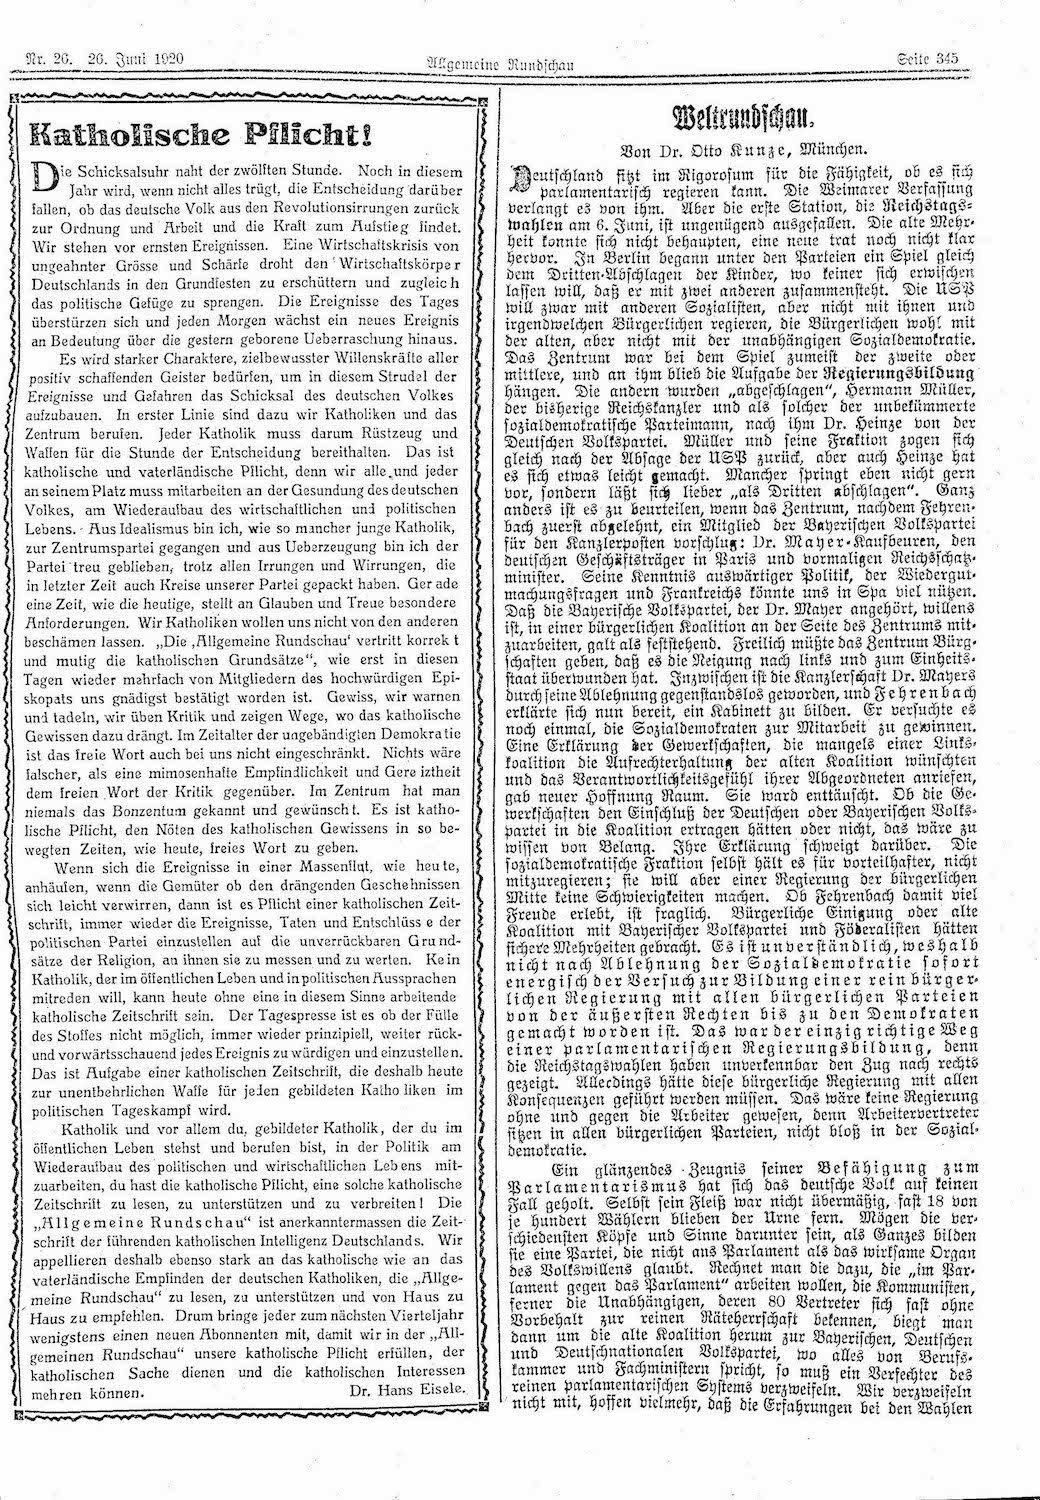 Nr. 26. 26. Juni 1920
Allgemeine Rundschau
Seite 345
Katholische Pflicht!
Die Schicksalsuhr naht der zwölften Stunde. Noch in diesem
Jahr wird, wenn nicht alles trügt, die Entscheidung darüber
fallen, ob das deutsche Volk aus den Revolutionsirrungen zurück
zur Ordnung und Arbeit und die Kraft zum Aufstieg findet.
Wir stehen vor ernsten Ereignissen. Eine Wirtschaftskrisis von
ungeahnter Grösse und Schärfe droht den Wirtschaftskörper
Deutschlands in den Grundfesten zu erschüttern und zugleich
das politische Gefüge zu sprengen. Die Ereignisse des Tages
überstürzen sich und jeden Morgen wächst ein neues Ereignis
an Bedeutung über die gestern geborene Ueberraschung hinaus.
Es wird starker Charaktere, zielbewusster Willenskräfte aller
positiv schaffenden Geister bedürfen, um in diesem Strudel der
Ereignisse und Gefahren das Schicksal des deutschen Volkes
aufzubauen. In erster Linie sind dazu wir Katholiken und das
Zentrum berufen. Jeder Katholik muss darum Rüstzeug und
Waffen für die Stunde der Entscheidung bereithalten. Das ist
katholische und vaterländische Pflicht, denn wir alle und jeder
an seinem Platz muss mitarbeiten an der Gesundung des deutschen
Volkes, am Wiederaufbau des wirtschaftlichen und politischen
Lebens. Aus Idealismus bin ich, wie so mancher junge Katholik,
zur Zentrumspartei gegangen und aus Ueberzeugung bin ich der
Partei treu geblieben, trotz allen Irrungen und Wirrungen, die
in letzter Zeit auch Kreise unserer Partei gepackt haben. Gerade
eine Zeit, wie die heutige, stellt an Glauben und Treue besondere
Anforderungen. Wir Katholiken wollen uns nicht von den anderen
beschämen lassen. „Die ‚Allgemeine Rundschau' vertritt korrekt
und mutig die katholischen Grundsätze“, wie erst in diesen
Tagen wieder mehrfach von Mitgliedern des hochwürdigen Epi-
skopats uns gnädigst bestätigt worden ist. Gewiss, wir warnen
und tadeln, wir üben Kritik und zeigen Wege, wo das katholische
Gewissen dazu drängt. Im Zeitalter der ungebändigten Demokratie
ist das freie Wort auch bei uns nicht eingeschränkt. Nichts wäre
falscher, als eine mimosenhafte Empfindlichkeit und Gereiztheit
dem freien Wort der Kritik gegenüber. Im Zentrum hat man
niemals das Bonzentum gekannt und gewünscht. Es ist katho-
lische Pflicht, den Nöten des katholischen Gewissens in so be-
wegten Zeiten, wie heute, freies Wort zu geben.
Wenn sich die Ereignisse in einer Massenflut, wie heute,
anhäufen, wenn die Gemüter ob den drängenden Geschehnissen
sich leicht verwirren, dann ist es Pflicht einer katholischen Zeit-
schrift, immer wieder die Ereignisse, Taten und Entschlüsse der
politischen Partei einzustellen auf die unverrückbaren Grund-
sätze der Religion, an ihnen sie zu messen und zu werten. Kein
Katholik, der im öffentlichen Leben und in politischen Aussprachen
mitreden will, kann heute ohne eine in diesem Sinne arbeitende
katholische Zeitschrift sein. Der Tagespresse ist es ob der Fülle
des Stoffes nicht möglich, immer wieder prinzipiell, weiter rück-
und vorwärtsschauend jedes Ereignis zu würdigen und einzustellen.
Das ist Aufgabe einer katholischen Zeitschrift, die deshalb heute
zur unentbehrlichen Waffe für jeden gebildeten Katholiken im
politischen Tageskampf wird.
Katholik und vor allem du, gebildeter Katholik, der du im
öffentlichen Leben stehst und berufen bist, in der Politik am
Wiederaufbau des politischen und wirtschaftlichen Lebens mit-
zuarbeiten, du hast die katholische Pflicht, eine solche katholische
Zeitschrift zu lesen, zu unterstützen und zu verbreiten! Die
„Allgemeine Rundschau“ ist anerkanntermassen die Zeit-
schrift der führenden katholischen Intelligenz Deutschlands. Wir
appellieren deshalb ebenso stark an das katholische wie an das
vaterländische Empfinden der deutschen Katholiken, die „Allge-
meine Rundschau“ zu lesen, zu unterstützen und von Haus zu
Haus zu empfehlen. Drum bringe jeder zum nächsten Vierteljahr
wenigstens einen neuen Abonnenten mit, damit wir in der „All-
gemeinen Rundschau“ unsere katholische Pflicht erfüllen, der
katholischen Sache dienen und die katholischen Interessen
mehren können. Dr. Hans Eisele.
Weltrundschau.
Von Dr. Otto Kunze, München.
Deutschland sitzt im Rigorosum für die Fähigkeit, ob es sich
parlamentarisch regieren kann. Die Weimarer Verfassung
verlangt es von ihm. Aber die erste Station, die Reichstags-
wahlen am 6. Juni, ist ungenügend ausgefallen. Die alte Mehr-
heit konnte sich nicht behaupten, eine neue trat noch nicht klar
hervor. In Berlin begann unter den Parteien ein Spiel gleich
dem Dritten-Abschlagen der Kinder, wo keiner sich erwischen
lassen will, daß er mit zwei anderen zusammensteht. Die USP
will zwar mit anderen Sozialisten, aber nicht mit ihnen und
irgendwelchen Bürgerlichen regieren, die Bürgerlichen wohl mit
der alten, aber nicht mit der unabhängigen Sozialdemokratie.
Das Zentrum war bei dem Spiel zumeist der zweite oder
mittlere, und an ihm blieb die Aufgabe der Regierungsbildung
hängen. Die andern wurden „abgeschlagen“, Hermann Müller,
der bisherige Reichskanzler und als solcher der unbekümmerte
sozialdemokratische Parteimann, nach ihm Dr. Heinze von der
Deutschen Volkspartei. Müller und seine Fraktion zogen sich
gleich nach der Absage der USP zurück, aber auch Heinze hat
es sich etwas leicht gemacht. Mancher springt eben nicht gern
vor, sondern läßt sich lieber „als Dritten abschlagen“. Ganz
anders ist es zu beurteilen, wenn das Zentrum, nachdem Fehren-
bach zuerst abgelehnt, ein Mitglied der Bayerischen Volkspartei
für den Kanzlerposten vorschlug: Dr. Mayer-Kaufbeuren, den
deutschen Geschäftsträger in Paris und vormaligen Reichsschatz-
minister. Seine Kenntnis auswärtiger Politik, der Wiedergut-
machungsfragen und Frankreichs könnte uns in Spa viel nützen.
Daß die Bayerische Volkspartei, der Dr. Mayer angehört, willens
ist, in einer bürgerlichen Koalition an der Seite des Zentrums mit-
zuarbeiten, galt als feststehend. Freilich müßte das Zentrum Bürg-
schaften geben, daß es die Neigung nach links und zum Einheits-
staat überwunden hat. Inzwischen ist die Kanzlerschaft Dr. Mayers
durch seine Ablehnung gegenstandslos geworden, und Fehrenbach
erklärte sich nun bereit, ein Kabinett zu bilden. Er versuchte es
noch einmal, die Sozialdemokraten zur Mitarbeit zu gewinnen.
Eine Erklärung der Gewerkschaften, die mangels einer Links-
koalition die Aufrechterhaltung der alten Koalition wünschten
und das Verantwortlichkeitsgefühl ihrer Abgeordneten anriefen,
gab neuer Hoffnung Raum. Sie ward enttäuscht. Ob die Ge-
werkschaften den Einschluß der Deutschen oder Bayerischen Volks-
partei in die Koalition ertragen hätten oder nicht, das wäre zu
wissen von Belang. Ihre Erklärung schweigt darüber. Die
sozialdemokratische Fraktion selbst hält es für vorteilhafter, nicht
mitzuregieren; sie will aber einer Regierung der bürgerlichen
Mitte keine Schwierigkeiten machen. Ob Fehrenbach damit viel
Freude erlebt, ist fraglich. Bürgerliche Einigung oder alte
Koalition mit Bayerischer Volkspartei und Föderalisten hätten
sichere Mehrheiten gebracht. Es ist unverständlich, weshalb
nicht nach Ablehnung der Sozialdemokratie sofort
energisch der Versuch zur Bildung einer rein bürger-
lichen Regierung mit allen bürgerlichen Parteien
von der äußersten Rechten bis zu den Demokraten
gemacht worden ist. Das war der einzig richtige Weg
einer parlamentarischen Regierungsbildung, denn
die Reichstagswahlen haben unverkennbar den Zug nach rechts
gezeigt. Allerdings hätte diese bürgerliche Regierung mit allen
Konsequenzen geführt werden müssen. Das wäre keine Regierung
ohne und gegen die Arbeiter gewesen, denn Arbeitervertreter
sitzen in allen bürgerlichen Parteien, nicht bloß in der Sozial-
demokratie.
Ein glänzendes Zeugnis seiner Befähigung zum
Parlamentarismus hat sich das deutsche Volk auf keinen
Fall geholt. Selbst sein Fleiß war nicht übermäßig, fast 18 von
je hundert Wählern blieben der Urne fern. Mögen die ver-
schiedensten Köpfe und Sinne darunter sein, als Ganzes bilden
sie eine Partei, die nicht ans Parlament als das wirksame Organ
des Volkswillens glaubt. Rechnet man die dazu, die „im Par-
lament gegen das Parlament“ arbeiten wollen, die Kommunisten,
ferner die Unabhängigen, deren 80 Vertreter sich fast ohne
Vorbehalt zur reinen Räteherrschaft bekennen, biegt man
dann um die alte Koalition herum zur Bayerischen, Deutschen
und Deutschnationalen Volkspartei, wo alles von Berufs-
kammer und Fachministern spricht, so muß ein Verfechter des
reinen parlamentarischen Systems verzweifeln. Wir verzweifeln
nicht mit, hoffen vielmehr, daß die Erfahrungen bei den Wahlen